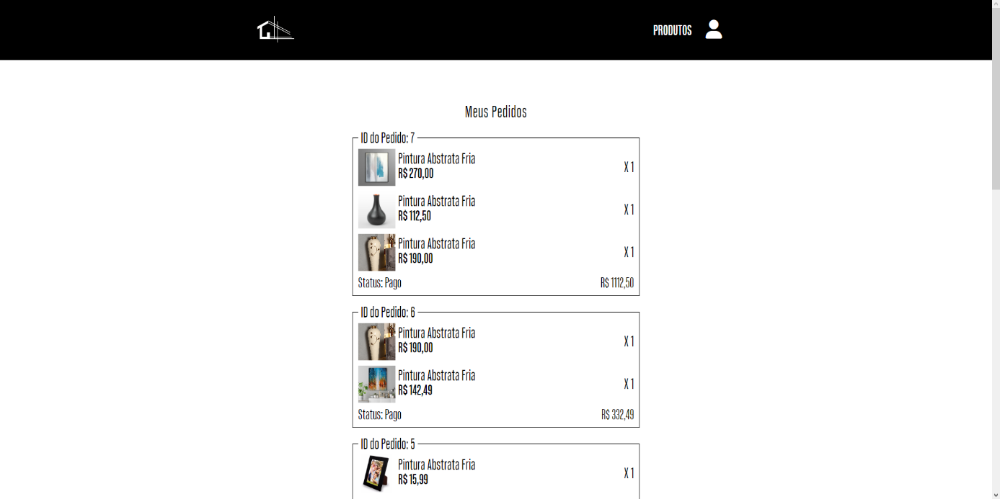 PRODUTOS
Meus Pedidos
ID do Pedido: 7
Pintura Abstrata Fria
R$ 270,00
X 1
Pintura Abstrata Fria
R$ 112,50
X 1
Pintura Abstrata Fria
R$ 190,00
X 1
Status: Pago
R$ 1112,50
ID do Pedido: 6
Pintura Abstrata Fria
R$ 190,00
X 1
Pintura Abstrata Fria
R$ 142,49
X 1
Status: Pago
R$ 332,49
ID do Pedido: 5
Pintura Abstrata Fria
R$ 15,99
X 1